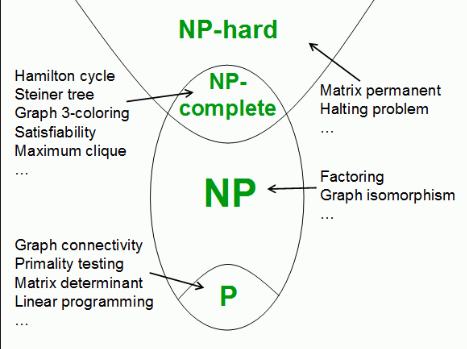 NP-hard
Hamilton cycle
Steiner tree
Graph 3-coloring
Satisfiability
Maximum clique
…
NP-
complete
Matrix permanent
Halting problem
…
NP
Factoring
Graph isomorphism
…
Graph connectivity
Primality testing
Matrix determinant
Linear programming
…
P